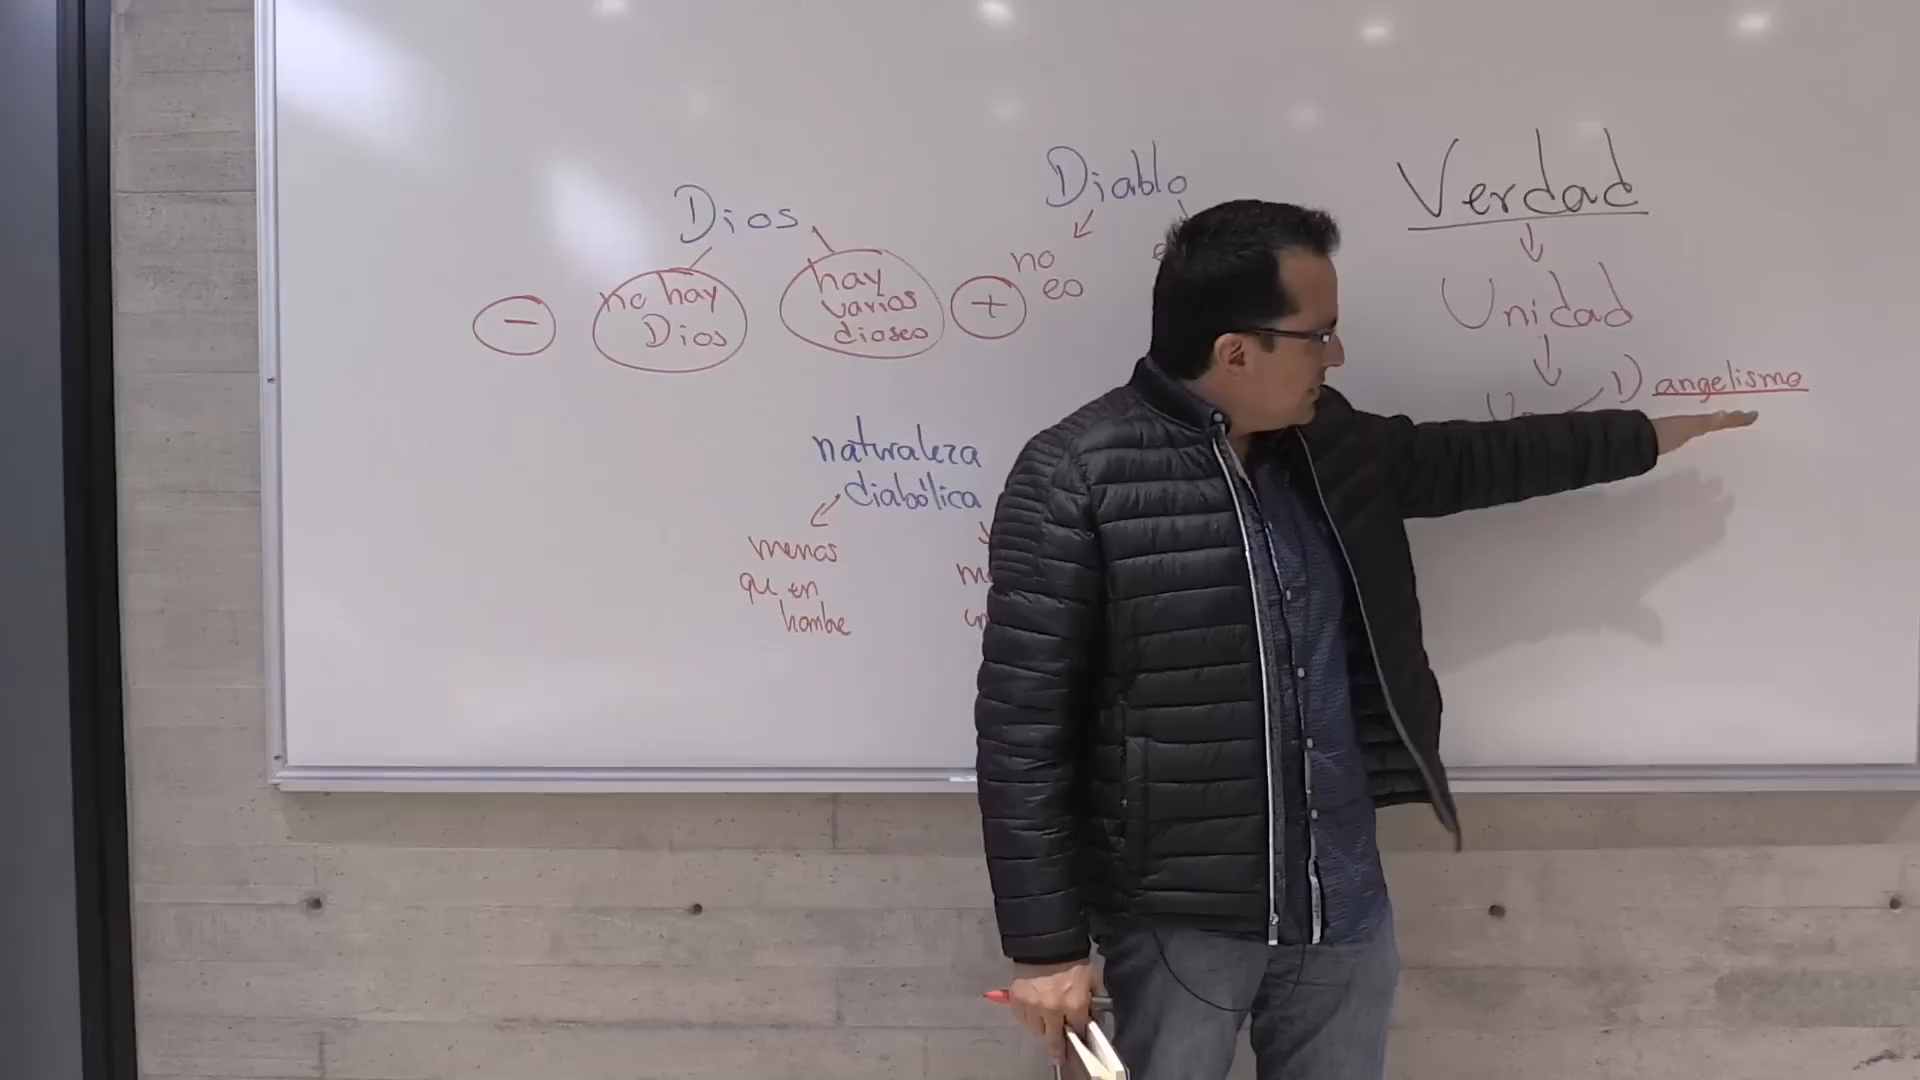 Dios
no hay
Dios
hay
varios
dioses
−
+
Diablo
no
es
naturaleza
diabólica
menos
que en
hombre
Verdad
Unidad
1) angelismo